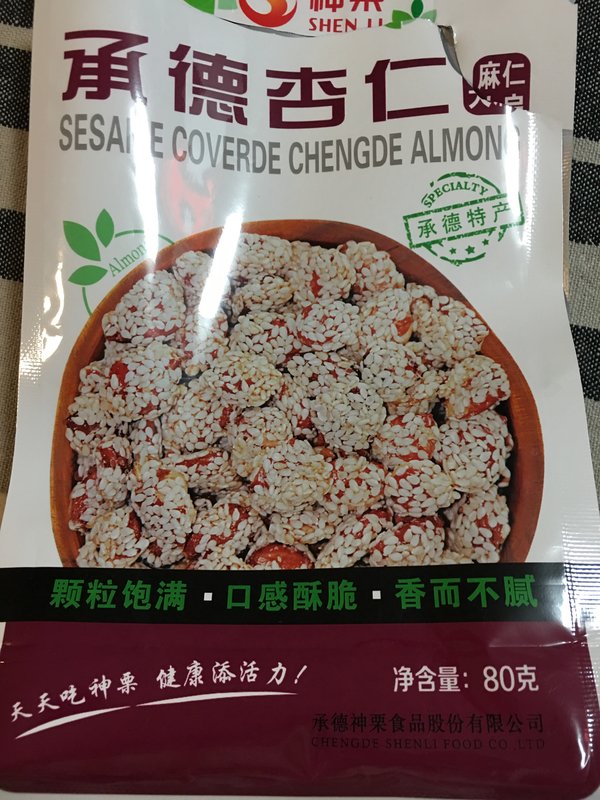 神栗
SHEN LI
承德杏仁
麻仁
SESAME COVERDE CHENGDE ALMOND
SPECIALTY
承德特产
Almon
颗粒饱满 · 口感酥脆 · 香而不腻
天天吃神栗 健康添活力！
净含量：80克
承德神栗食品股份有限公司
CHENGDE SHENLI FOOD CO.,LTD